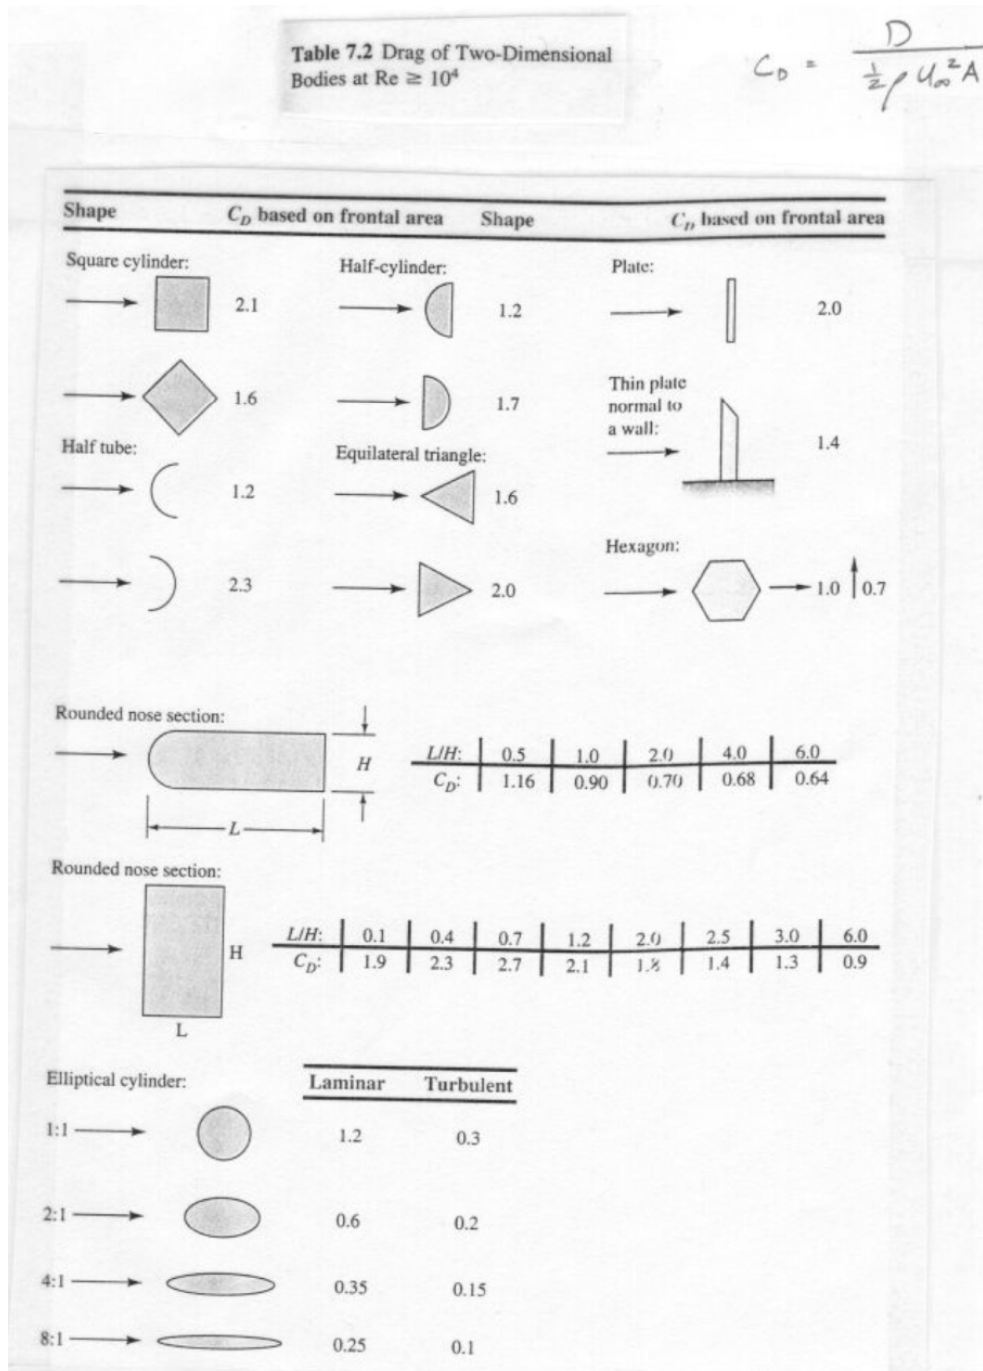 Table 7.2 Drag of Two-Dimensional
Bodies at Re ≥ 10⁴
C_D = D / ½ρU∞²A
Shape C_D based on frontal area Shape C_D based on frontal area
Square cylinder: Half-cylinder: Plate:
2.1 1.2 2.0
Thin plate
normal to
a wall:
1.6 1.7
1.4
Half tube: Equilateral triangle:
1.2 1.6
Hexagon:
2.3 2.0 1.0 0.7
Rounded nose section:
H
L
L/H: 0.5 1.0 2.0 4.0 6.0
C_D: 1.16 0.90 0.70 0.68 0.64
Rounded nose section:
H
L
L/H: 0.1 0.4 0.7 1.2 2.0 2.5 3.0 6.0
C_D: 1.9 2.3 2.7 2.1 1.8 1.4 1.3 0.9
Elliptical cylinder: Laminar Turbulent
1:1 1.2 0.3
2:1 0.6 0.2
4:1 0.35 0.15
8:1 0.25 0.1